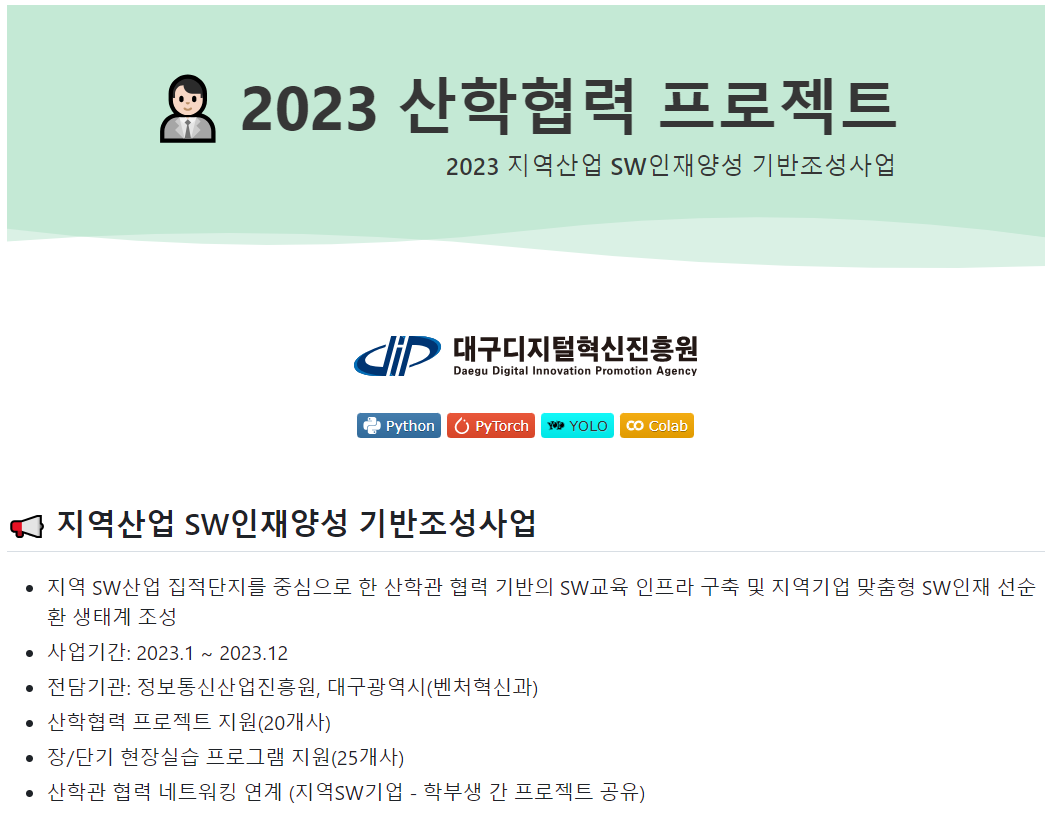 2023 산학협력 프로젝트
2023 지역산업 SW인재양성 기반조성사업
대구디지털혁신진흥원
Daegu Digital Innovation Promotion Agency
Python PyTorch YOLO YOLO Colab
지역산업 SW인재양성 기반조성사업
지역 SW산업 집적단지를 중심으로 한 산학관 협력 기반의 SW교육 인프라 구축 및 지역기업 맞춤형 SW인재 선순
환 생태계 조성
사업기간: 2023.1 ~ 2023.12
전담기관: 정보통신산업진흥원, 대구광역시(벤처혁신과)
산학협력 프로젝트 지원(20개사)
장/단기 현장실습 프로그램 지원(25개사)
산학관 협력 네트워킹 연계 (지역SW기업 - 학부생 간 프로젝트 공유)